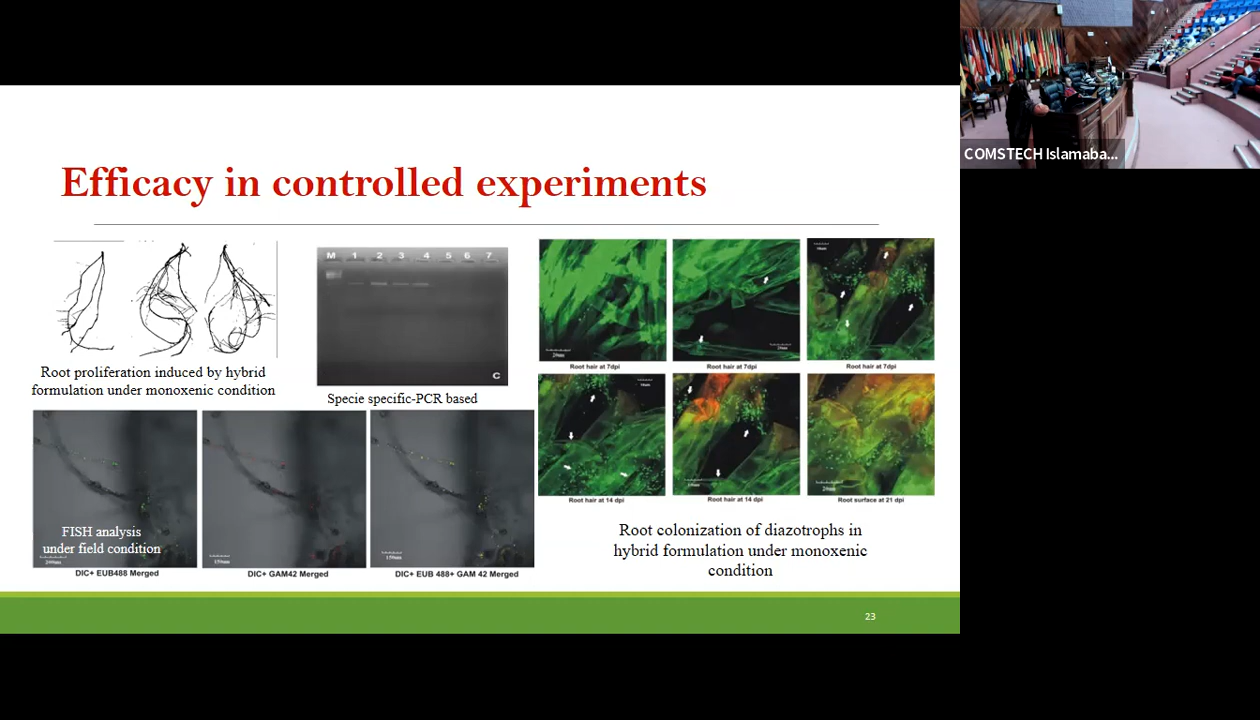 COMSTECH Islamaba...
Efficacy in controlled experiments
M 1 2 3 4 5 6 7
C
Root proliferation induced by hybrid
formulation under monoxenic condition
Specie specific-PCR based
Root hair at 7dpi
Root hair at 7dpi
Root hair at 7dpi
Root hair at 14 dpi
Root hair at 14 dpi
Root surface at 21 dpi
FISH analysis
under field condition
DIC+ EUB488 Merged
DIC+ GAM42 Merged
DIC+ EUB 488+ GAM 42 Merged
Root colonization of diazotrophs in
hybrid formulation under monoxenic
condition
23